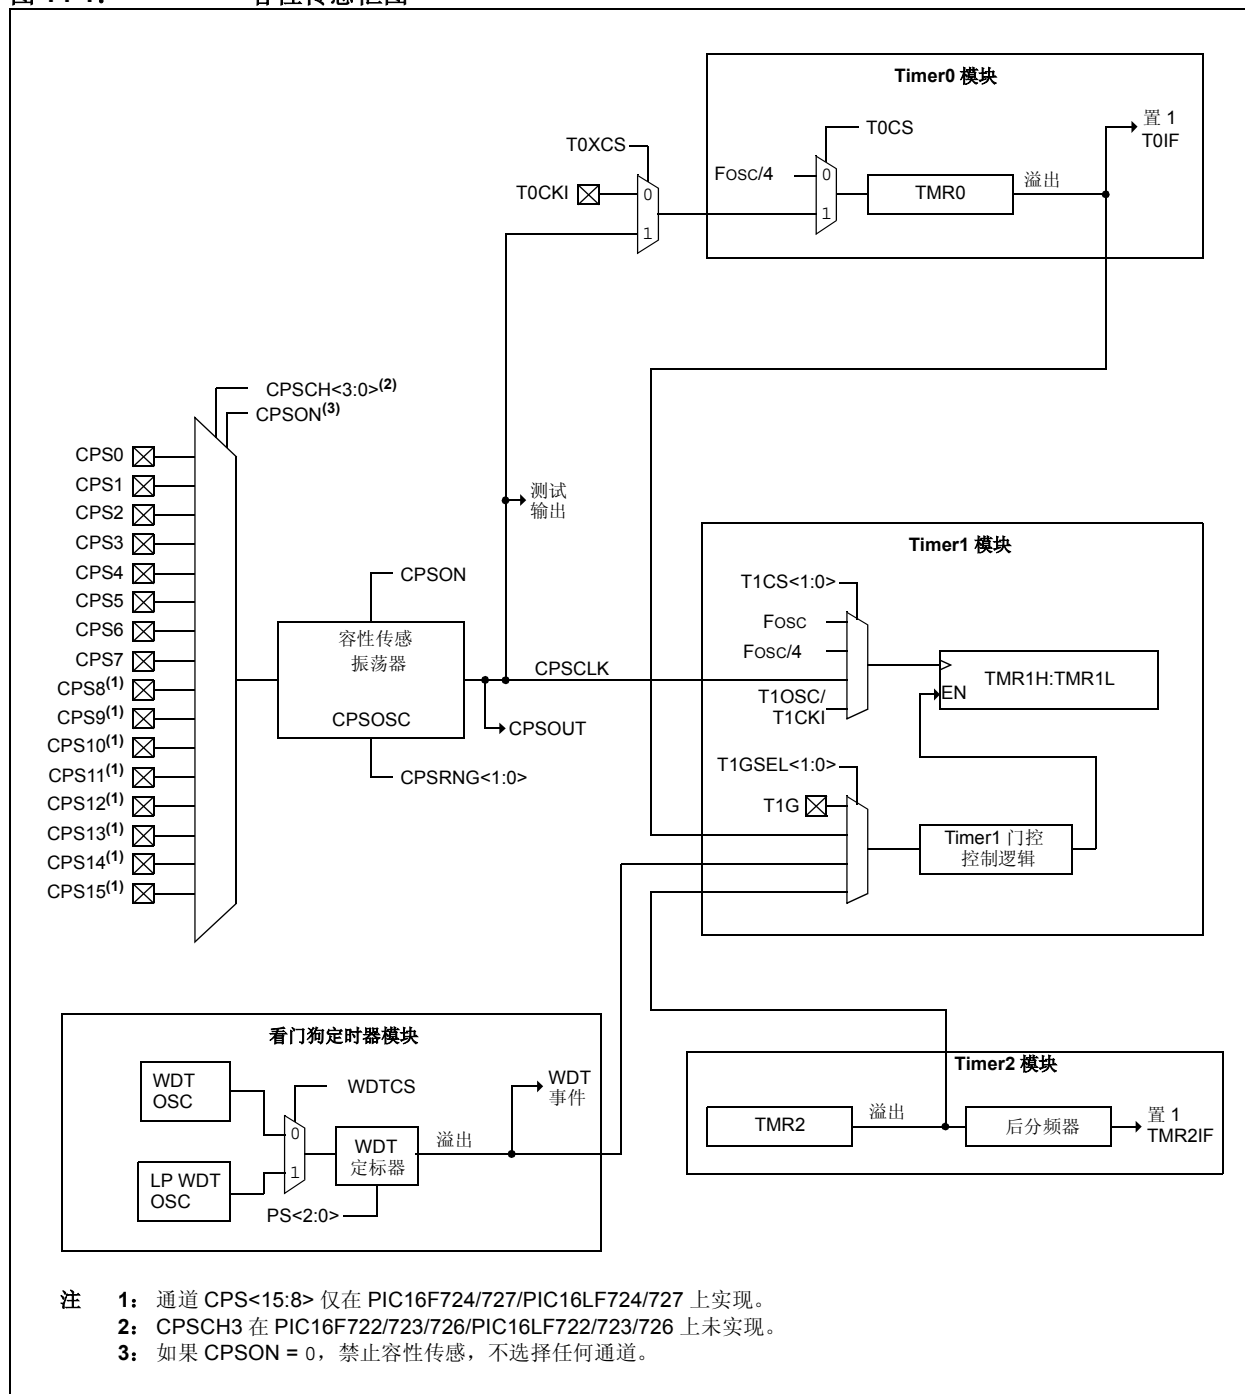 Timer0 模块
T0CS
置 1
T0IF
T0XCS
FOSC/4
0
1
TMR0
溢出
T0CKI
0
1
CPSCH<3:0>(2)
CPSON(3)
CPS0
CPS1
CPS2
CPS3
CPS4
CPS5
CPS6
CPS7
CPS8(1)
CPS9(1)
CPS10(1)
CPS11(1)
CPS12(1)
CPS13(1)
CPS14(1)
CPS15(1)
测试
输出
CPSON
容性传感
振荡器
CPSOSC
CPSCLK
CPSOUT
CPSRNG<1:0>
Timer1 模块
T1CS<1:0>
FOSC
FOSC/4
T1OSC/
T1CKI
TMR1H:TMR1L
EN
T1GSEL<1:0>
T1G
Timer1 门控
控制逻辑
看门狗定时器模块
WDT
OSC
WDTCS
WDT
事件
0
1
WDT
定标器
溢出
LP WDT
OSC
PS<2:0>
Timer2 模块
TMR2
溢出
后分频器
置 1
TMR2IF
注 1： 通道 CPS<15:8> 仅在 PIC16F724/727/PIC16LF724/727 上实现。
2： CPSCH3 在 PIC16F722/723/726/PIC16LF722/723/726 上未实现。
3： 如果 CPSON = 0，禁止容性传感，不选择任何通道。